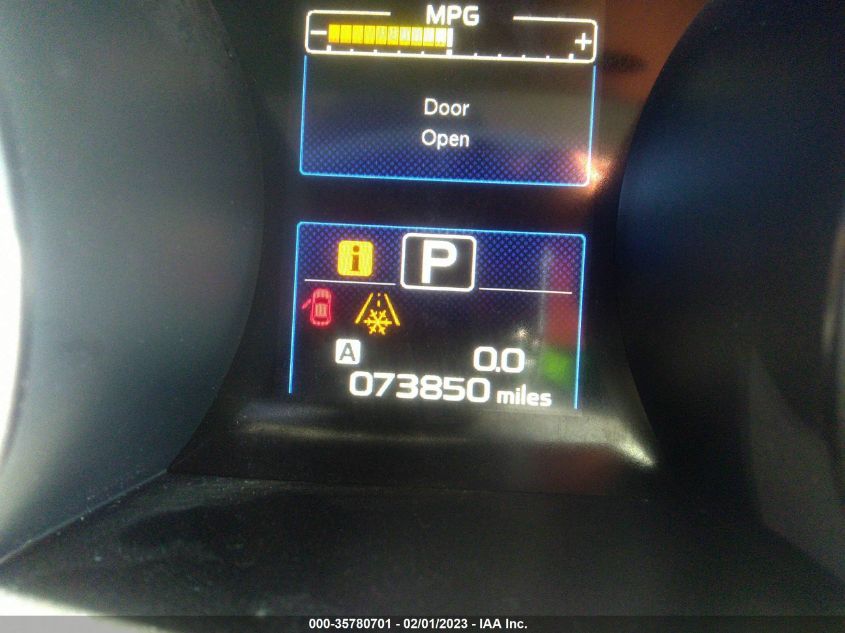 MPG
- +
Door
Open
i P
A 0.0
073850 miles
000-35780701 - 02/01/2023 - IAA Inc.